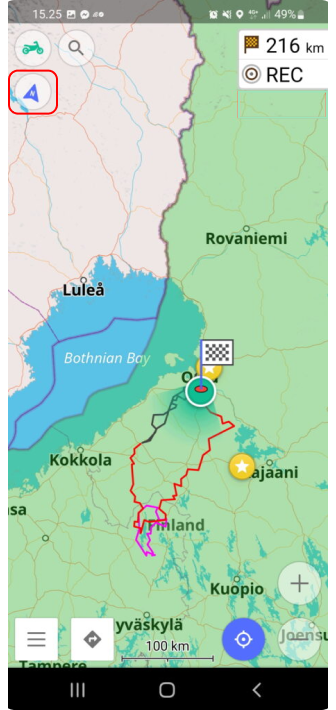 15.25
49%
216 km
REC
N
Rovaniemi
Luleå
Bothnian Bay
Kokkola
ajaani
sa
Finland
Kuopio
yväskylä
Joensu
100 km
Tampere